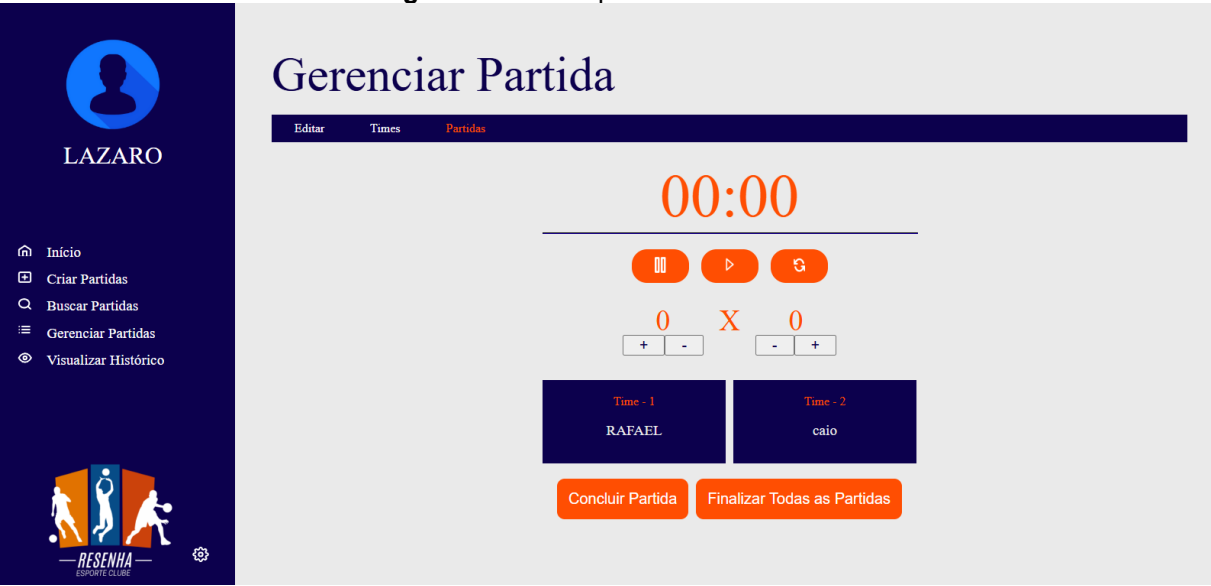 LAZARO
Início
Criar Partidas
Buscar Partidas
Gerenciar Partidas
Visualizar Histórico
RESENHA
ESPORTE CLUBE
Gerenciar Partida
Editar Times Partidas
00:00
0 X 0
+ - - +
Time - 1 Time - 2
RAFAEL caio
Concluir Partida Finalizar Todas as Partidas